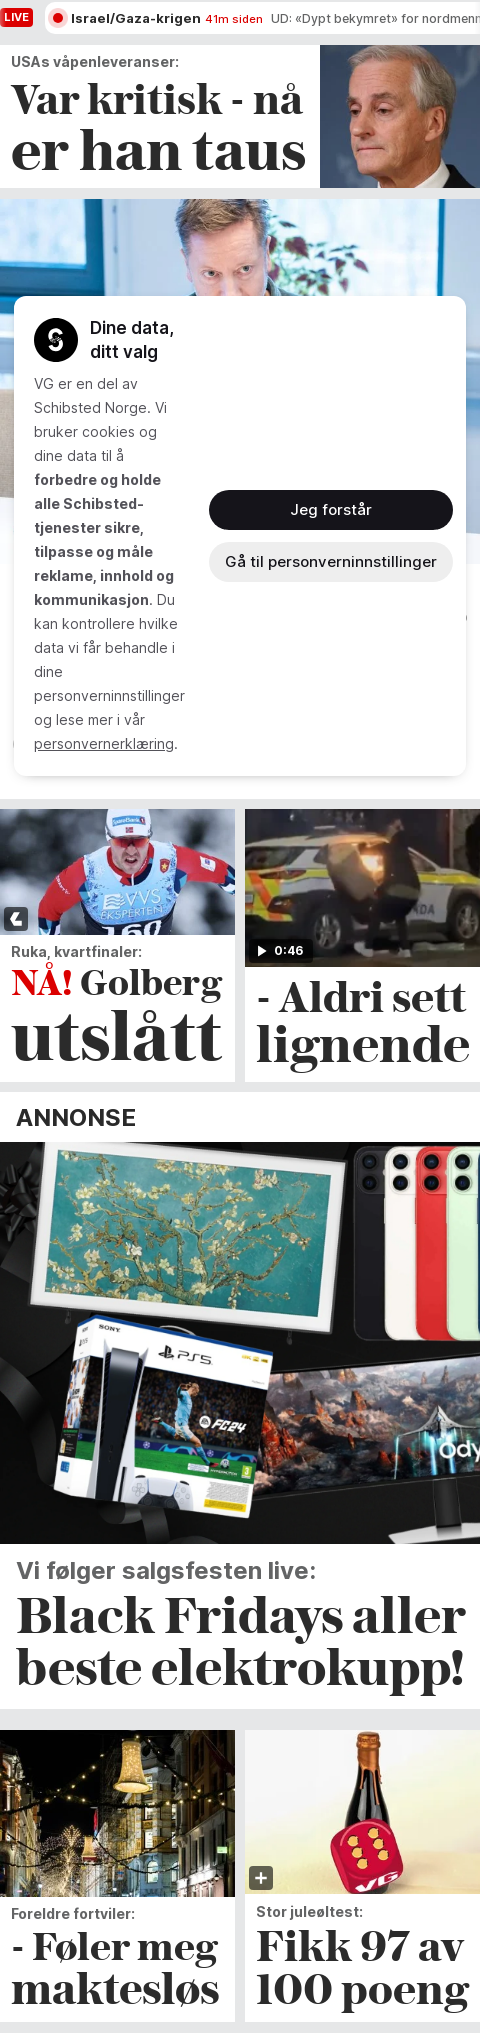 LIVE
Israel/Gaza-krigen 41m siden UD: «Dypt bekymret» for nordmenn
USAs våpenleveranser:
Var kritisk - nå
er han taus
Dine data,
ditt valg
VG er en del av
Schibsted Norge. Vi
bruker cookies og
dine data til å
forbedre og holde
alle Schibsted-
tjenester sikre,
tilpasse og måle
reklame, innhold og
kommunikasjon. Du
kan kontrollere hvilke
data vi får behandle i
dine
personverninnstillinger
og lese mer i vår
personvernerklæring.
Jeg forstår
Gå til personverninnstillinger
SpareBank 1
VVS
EKSPERTEN
160
0:46
Ruka, kvartfinaler:
NÅ! Golberg
utslått
- Aldri sett
lignende
ANNONSE
SONY
PS5
EA FC24
Ody
Vi følger salgsfesten live:
Black Fridays aller
beste elektrokupp!
VG
Foreldre fortviler:
- Føler meg
maktesløs
Stor juleøltest:
Fikk 97 av
100 poeng